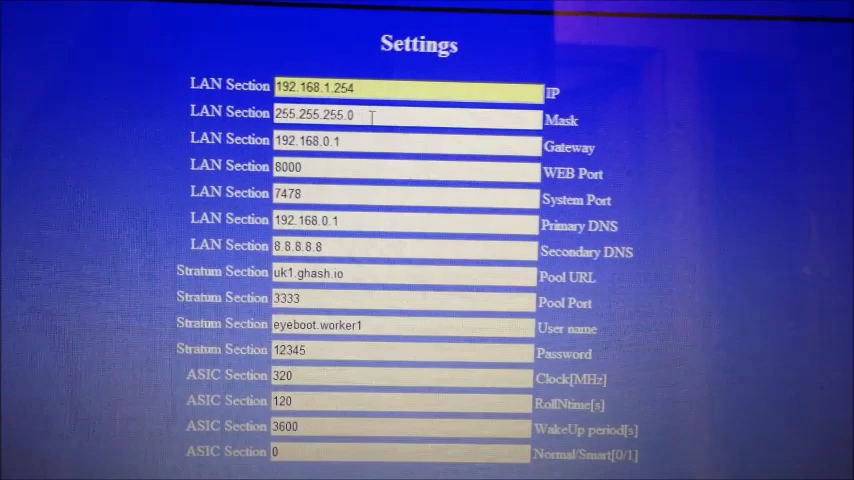 Settings
LAN Section 192.168.1.254 IP
LAN Section 255.255.255.0 Mask
LAN Section 192.168.0.1 Gateway
LAN Section 8000 WEB Port
LAN Section 7478 System Port
LAN Section 192.168.0.1 Primary DNS
LAN Section 8.8.8.8 Secondary DNS
Stratum Section uk1.ghash.io Pool URL
Stratum Section 3333 Pool Port
Stratum Section eyeboot.worker1 User name
Stratum Section 12345 Password
ASIC Section 320 Clock[MHz]
ASIC Section 120 RollNtime[s]
ASIC Section 3600 WakeUp period[s]
ASIC Section 0 Normal/Smart[0/1]